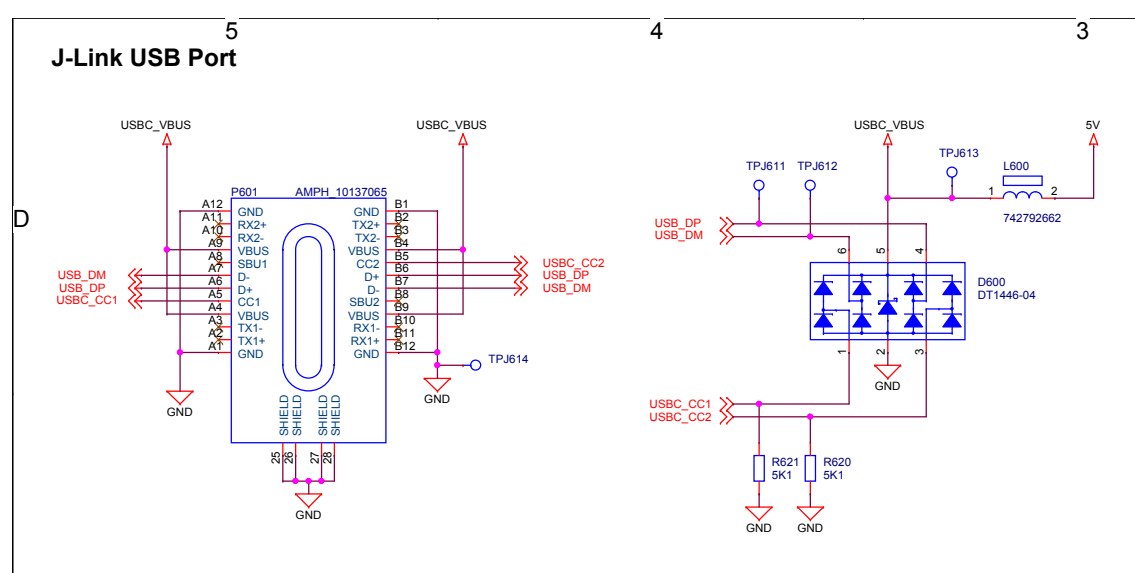 5 4 3
J-Link USB Port
D
USBC_VBUS USBC_VBUS
P601 AMPH_10137065
A12 GND GND B1
A11 RX2+ TX2+ B2
A10 RX2- TX2- B3
A9 VBUS VBUS B4
A8 SBU1 CC2 B5 USBC_CC2
USB_DM A7 D- D+ B6 USB_DP
USB_DP A6 D+ D- B7 USB_DM
USBC_CC1 A5 CC1 SBU2 B8
A4 VBUS VBUS B9
A3 TX1- RX1- B10
A2 TX1+ RX1+ B11
A1 GND GND B12
TPJ614
GND GND
SHIELD SHIELD SHIELD SHIELD
25 26 27 28
GND
USBC_VBUS 5V
TPJ611 TPJ612 TPJ613 L600
1 2
742792662
USB_DP
USB_DM
6 5 4
D600
DT1446-04
1 2 3
GND
USBC_CC1
USBC_CC2
R621 R620
5K1 5K1
GND GND